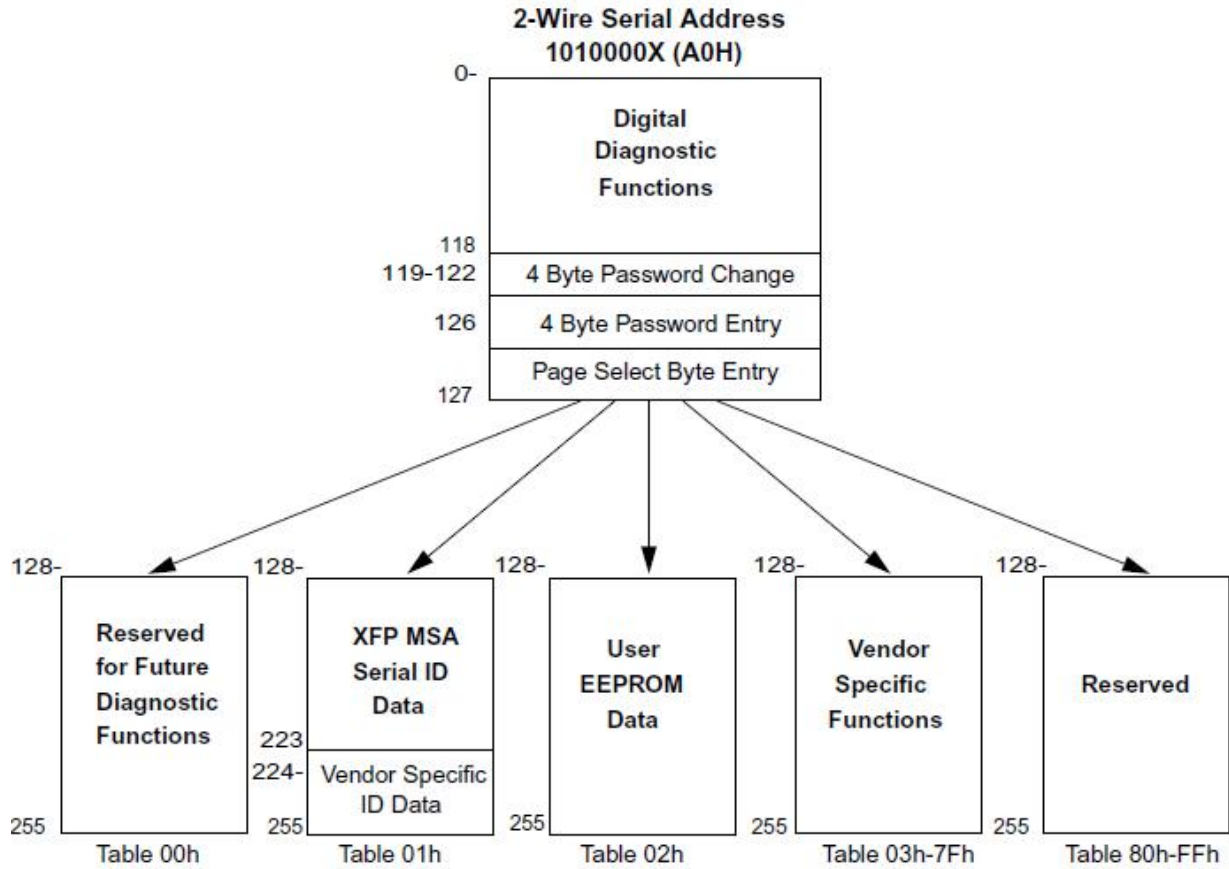 2-Wire Serial Address
1010000X (A0H)
0-
Digital
Diagnostic
Functions
118
119-122
4 Byte Password Change
126
4 Byte Password Entry
Page Select Byte Entry
127
128-
Reserved
for Future
Diagnostic
Functions
255
Table 00h
128-
XFP MSA
Serial ID
Data
223
224-
Vendor Specific
ID Data
255
Table 01h
128-
User
EEPROM
Data
255
Table 02h
128-
Vendor
Specific
Functions
255
Table 03h-7Fh
128-
Reserved
255
Table 80h-FFh